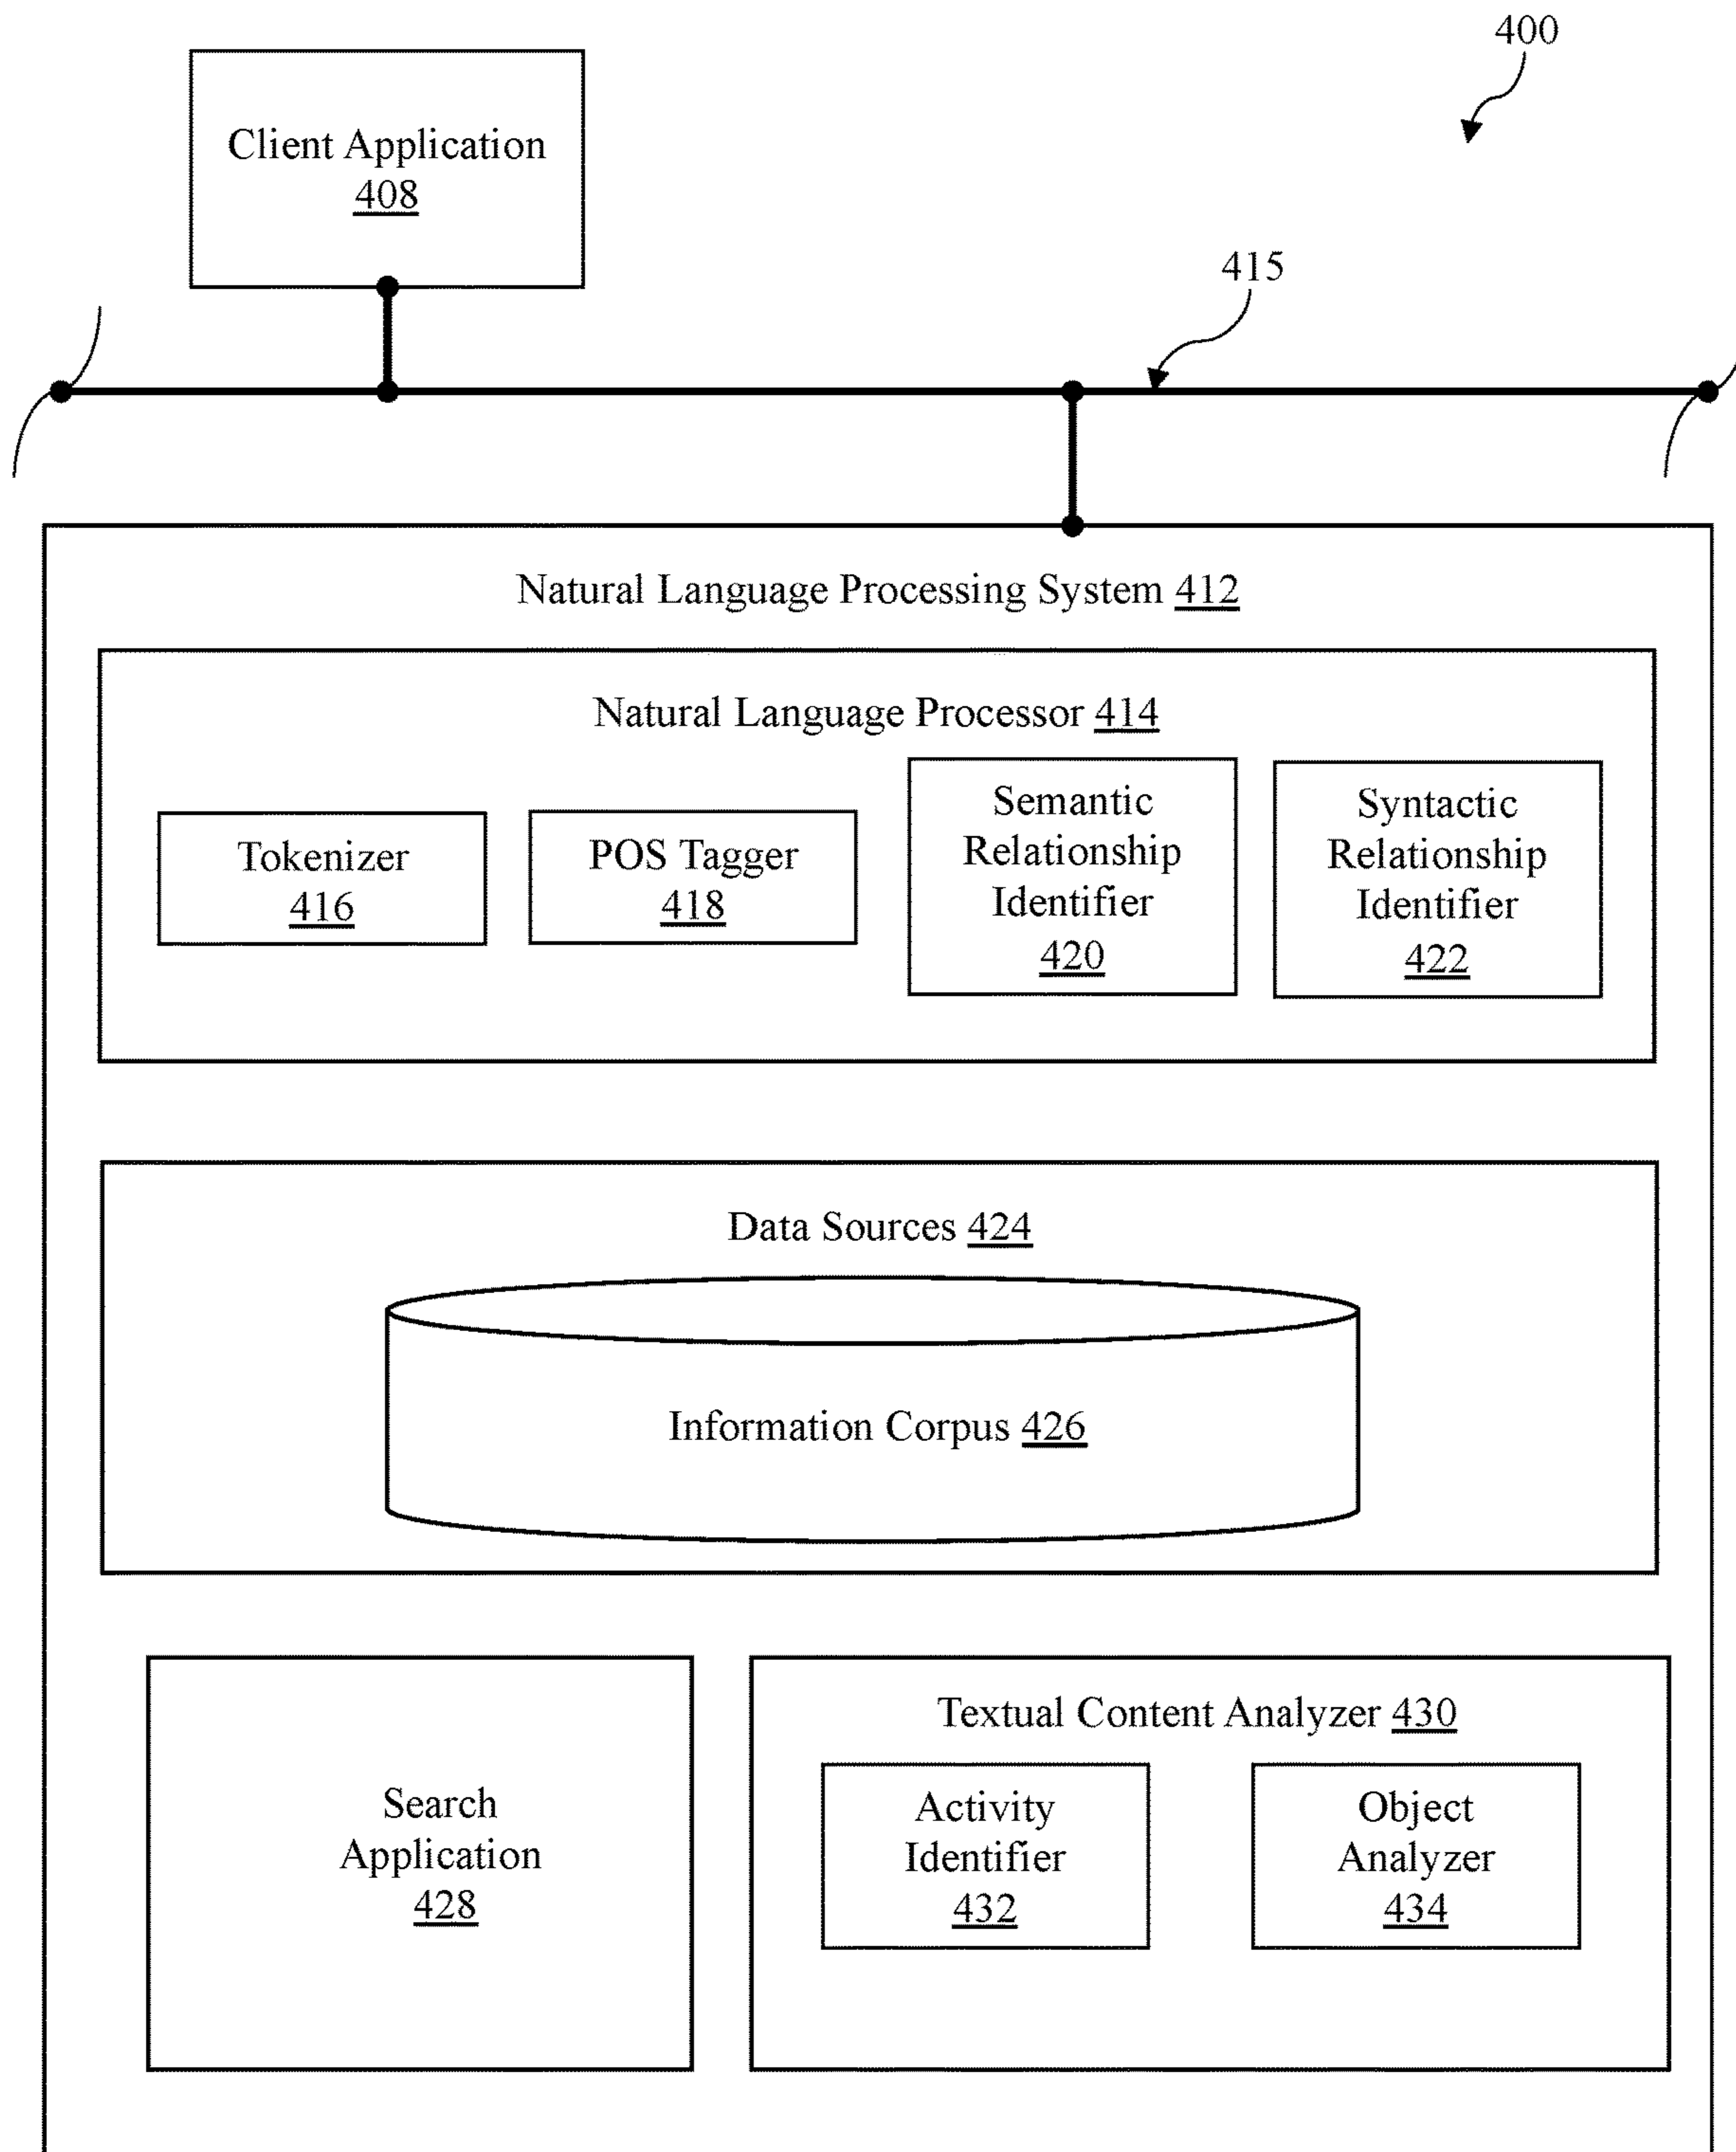 400
Client Application
408
415
Natural Language Processing System 412
Natural Language Processor 414
Tokenizer
416
POS Tagger
418
Semantic
Relationship
Identifier
420
Syntactic
Relationship
Identifier
422
Data Sources 424
Information Corpus 426
Search
Application
428
Textual Content Analyzer 430
Activity
Identifier
432
Object
Analyzer
434